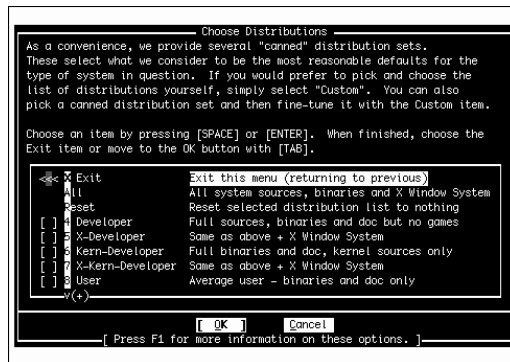 Choose Distributions
As a convenience, we provide several "canned" distribution sets.
These select what we consider to be the most reasonable defaults for the
type of system in question.  If you would prefer to pick and choose the
list of distributions yourself, simply select "Custom".  You can also
pick a canned distribution set and then fine-tune it with the Custom item.
Choose an item by pressing [SPACE] or [ENTER].  When finished, choose the
Exit item or move to the OK button with [TAB].
<<< X Exit Exit this menu (returning to previous)
All All system sources, binaries and X Window System
Reset Reset selected distribution list to nothing
[ ] 4 Developer Full sources, binaries and doc but no games
[ ] 5 X-Developer Same as above + X Window System
[ ] 6 Kern-Developer Full binaries and doc, kernel sources only
[ ] 7 X-Kern-Developer Same as above + X Window System
[ ] 8 User Average user - binaries and doc only
v(+)
[ OK ] Cancel
[ Press F1 for more information on these options. ]